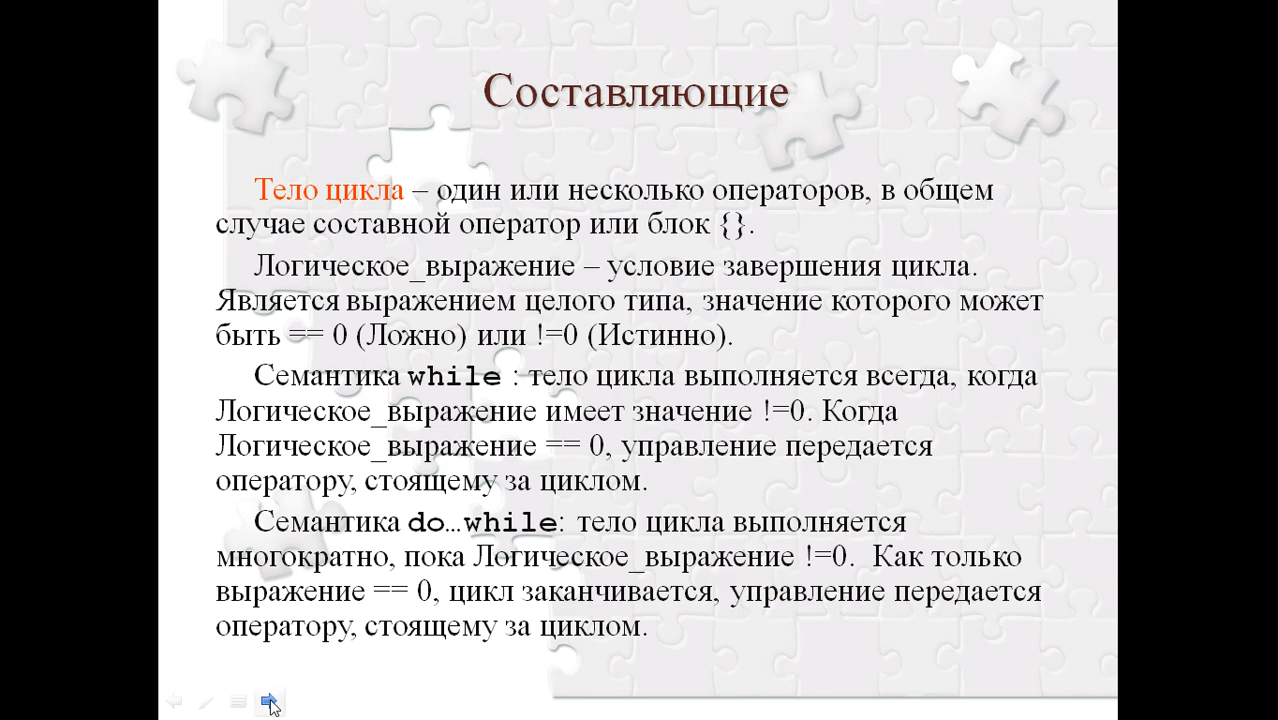 Составляющие
Тело цикла – один или несколько операторов, в общем
случае составной оператор или блок {}.
Логическое_выражение – условие завершения цикла.
Является выражением целого типа, значение которого может
быть == 0 (Ложно) или !=0 (Истинно).
Семантика while : тело цикла выполняется всегда, когда
Логическое_выражение имеет значение !=0. Когда
Логическое_выражение == 0, управление передается
оператору, стоящему за циклом.
Семантика do…while: тело цикла выполняется
многократно, пока Логическое_выражение !=0. Как только
выражение == 0, цикл заканчивается, управление передается
оператору, стоящему за циклом.